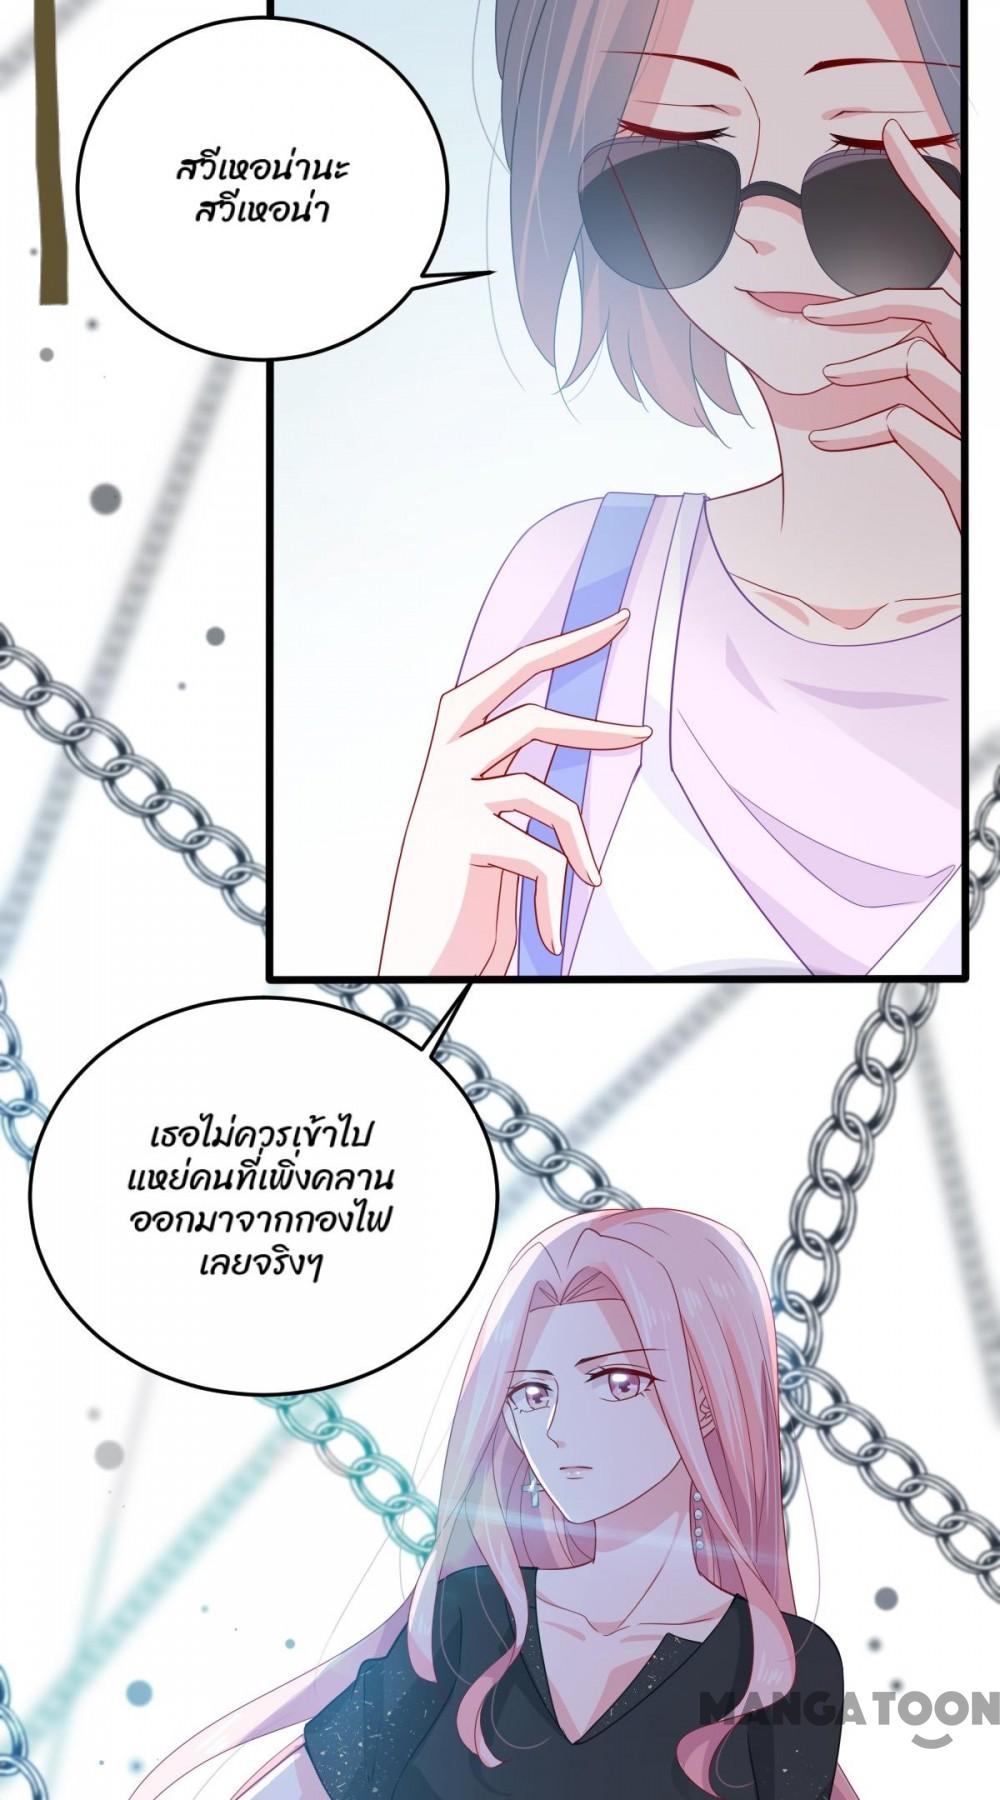 สวีเหอน่านะ
สวีเหอน่า
เธอไม่ควรเข้าไป
แหย่คนที่เพิ่งคลาน
ออกมาจากกองไฟ
เลยจริงๆ
MANGATOON